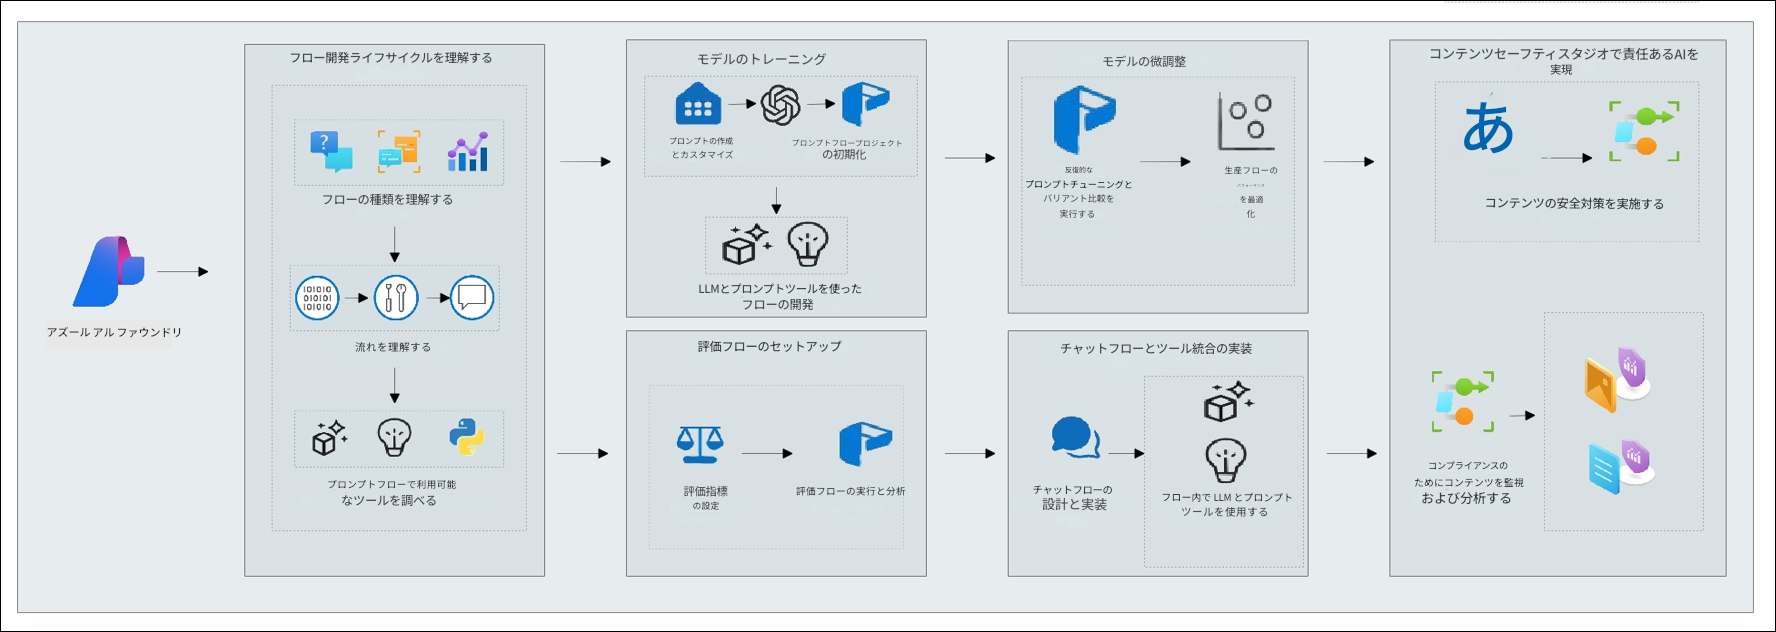 アズール アル ファウンドリ
フロー開発ライフサイクルを理解する
フローの種類を理解する
流れを理解する
プロンプトフローで利用可能
なツールを調べる
モデルのトレーニング
プロンプトの作成
とカスタマイズ
プロンプトフロープロジェクト
の初期化
LLMとプロンプトツールを使った
フローの開発
評価フローのセットアップ
評価指標
の設定
評価フローの実行と分析
モデルの微調整
反復的な
プロンプトチューニングと
バリアント比較を
実行する
生産フローの
パフォーマンス
を最適
化
チャットフローとツール統合の実装
チャットフローの
設計と実装
フロー内で LLM とプロンプト
ツールを使用する
コンテンツセーフティスタジオで責任あるAIを
実現
あ
コンテンツの安全対策を実施する
コンプライアンスの
ためにコンテンツを監視
および分析する